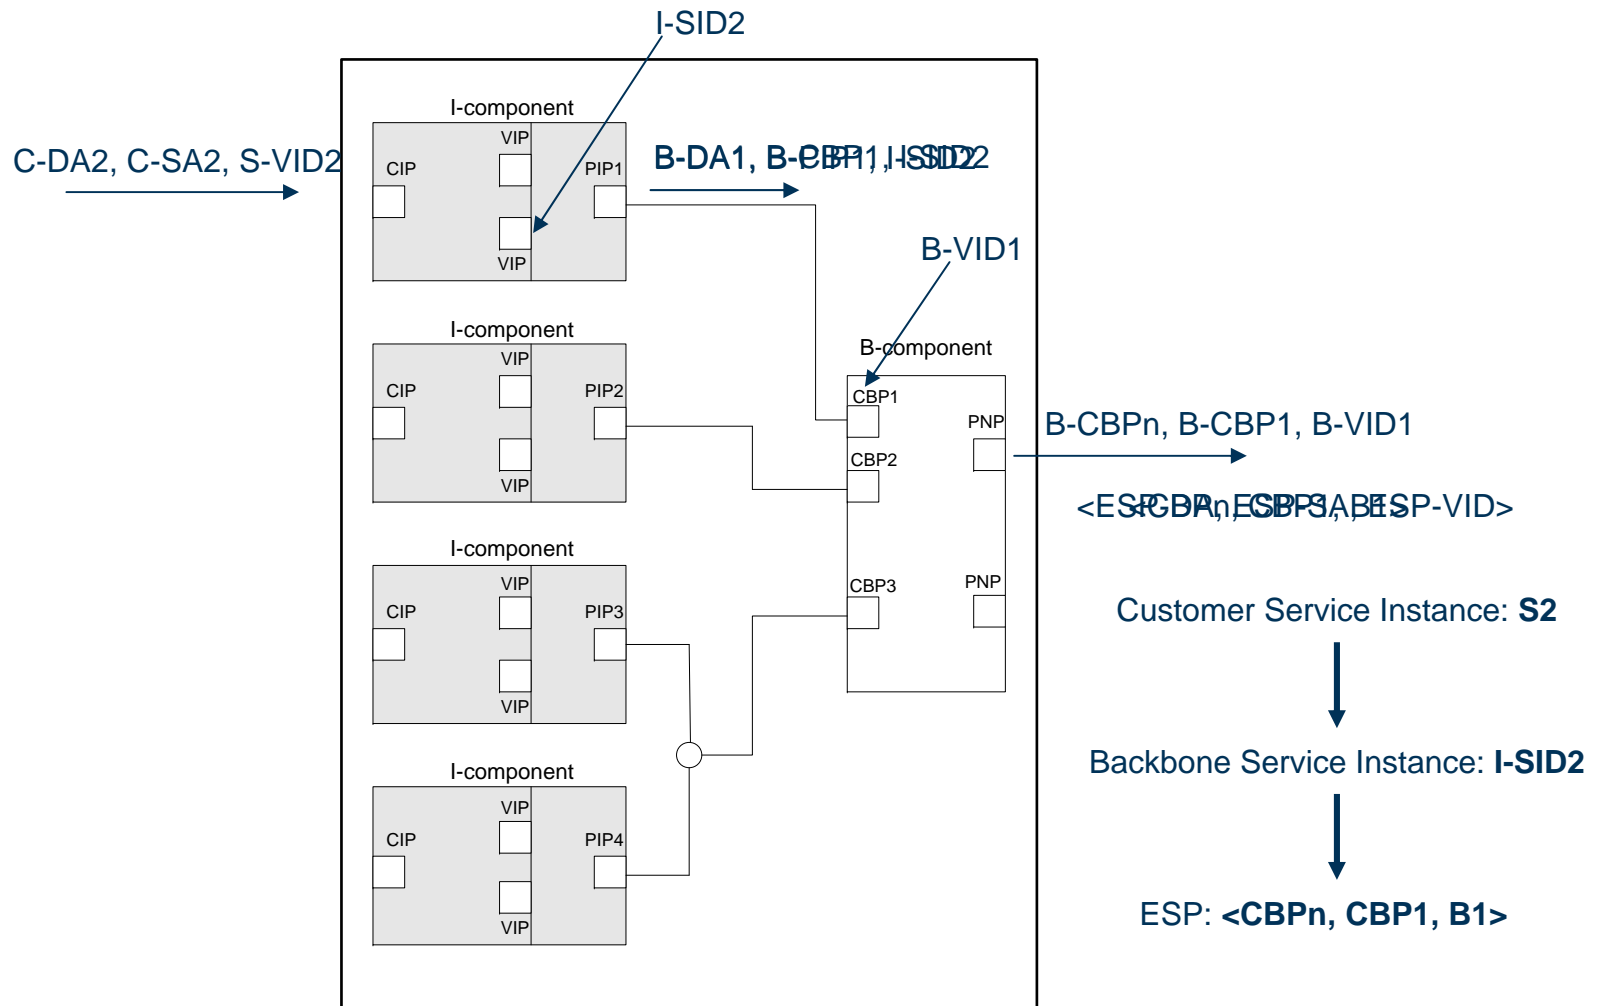 I-SID2
I-component
VIP
C-DA2, C-SA2, S-VID2
CIP
PIP1
B-DA1,
VIP
B-VID1
I-component
VIP
B-component
CIP
PIP2
CBP1
PNP
B-CBPn, B-CBP1, B-VID1
CBP2
VIP
I-component
VIP
CBP3
PNP
CIP
PIP3
Customer Service Instance: S2
VIP
Backbone Service Instance: I-SID2
I-component
VIP
CIP
PIP4
ESP: <CBPn, CBP1, B1>
VIP